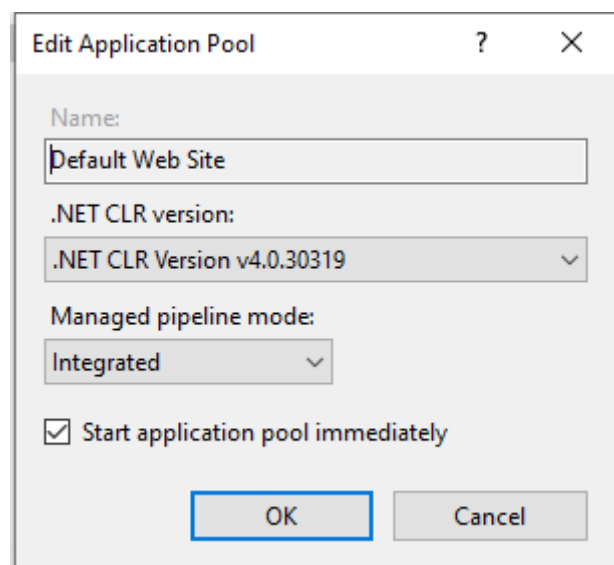 Edit Application Pool
?
Name:
Default Web Site
.NET CLR version:
.NET CLR Version v4.0.30319
Managed pipeline mode:
Integrated
Start application pool immediately
OK
Cancel